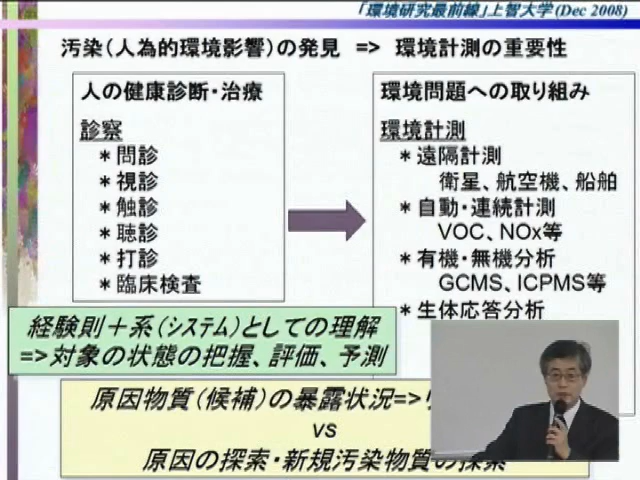 「環境研究最前線」上智大学(Dec 2008)
汚染(人為的環境影響)の発見 => 環境計測の重要性
人の健康診断・治療
診察
* 問診
* 視診
* 触診
* 聴診
* 打診
* 臨床検査
環境問題への取り組み
環境計測
* 遠隔計測
衛星、航空機、船舶
* 自動・連続計測
VOC、NOx等
* 有機・無機分析
GCMS、ICPMS等
* 生体応答分析
経験則+系(システム)としての理解
=>対象の状態の把握、評価、予測
原因物質(候補)の暴露状況=>
vs
原因の探索・新規汚染物質の探索